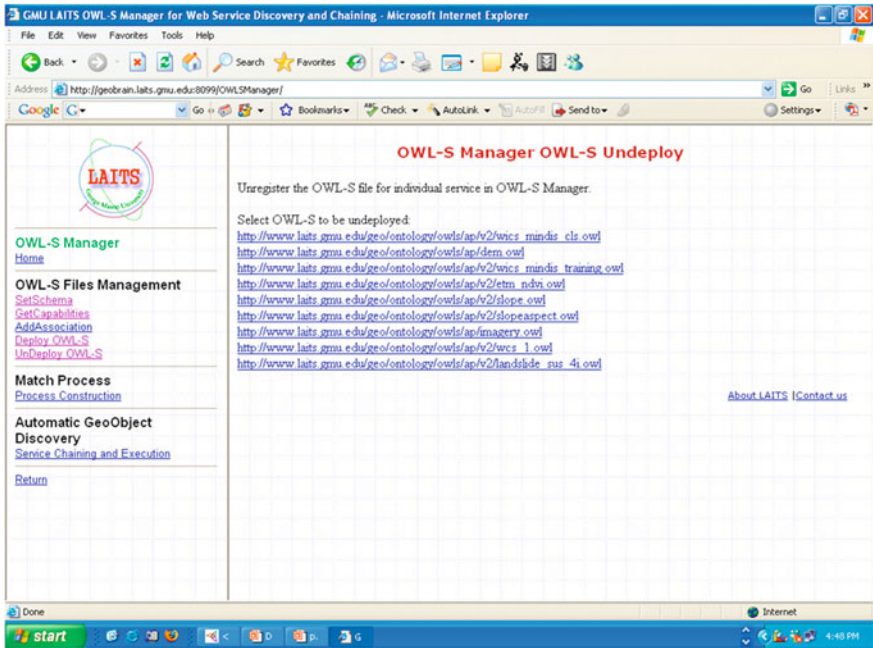 GMU LAITS OWL-S Manager for Web Service Discovery and Chaining - Microsoft Internet Explorer
File Edit View Favorites Tools Help
Back Search Favorites
Address http://geobrain.laits.gmu.edu:8099/OWLSManager/ Go Links »
Google G Go Bookmarks Check AutoLink AutoFill Send to Settings
LAITS
George Mason University
OWL-S Manager
Home
OWL-S Files Management
SetSchema
GetCapabilities
AddAssociation
Deploy OWL-S
UnDeploy OWL-S
Match Process
Process Construction
Automatic GeoObject
Discovery
Service Chaining and Execution
Return
OWL-S Manager OWL-S Undeploy
Unregister the OWL-S file for individual service in OWL-S Manager.
Select OWL-S to be undeployed:
http://www.laits.gmu.edu/geo/ontology/owls/ap/v2/wics_mindis_cls.owl
http://www.laits.gmu.edu/geo/ontology/owls/ap/dem.owl
http://www.laits.gmu.edu/geo/ontology/owls/ap/v2/wics_mindis_training.owl
http://www.laits.gmu.edu/geo/ontology/owls/ap/v2/etm_ndvi.owl
http://www.laits.gmu.edu/geo/ontology/owls/ap/v2/slope.owl
http://www.laits.gmu.edu/geo/ontology/owls/ap/v2/slopeaspect.owl
http://www.laits.gmu.edu/geo/ontology/owls/ap/imagery.owl
http://www.laits.gmu.edu/geo/ontology/owls/ap/v2/wcs_1.owl
http://www.laits.gmu.edu/geo/ontology/owls/ap/v2/landslide_sus_4i.owl
About LAITS |Contact us
Done Internet
start < D p. G 4:48 PM